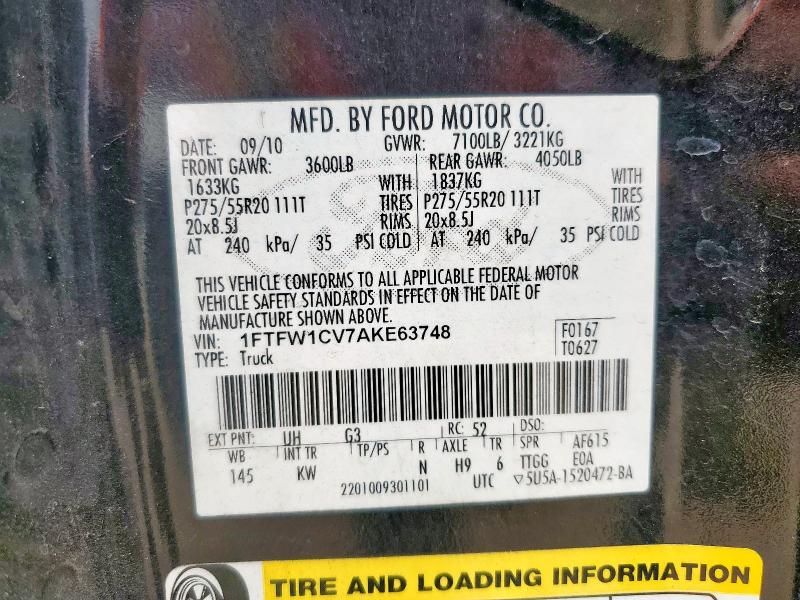 MFD. BY FORD MOTOR CO.
DATE: 09/10 GVWR: 7100LB/ 3221KG
FRONT GAWR: 3600LB REAR GAWR: 4050LB
1633KG WITH 1837KG WITH
P275/55R20 111T TIRES P275/55R20 111T TIRES
20x8.5J RIMS 20x8.5J RIMS
AT 240 kPa/ 35 PSI COLD AT 240 kPa/ 35 PSI COLD
THIS VEHICLE CONFORMS TO ALL APPLICABLE FEDERAL MOTOR
VEHICLE SAFETY STANDARDS IN EFFECT ON THE DATE OF
MANUFACTURE SHOWN ABOVE.
VIN: 1FTFW1CV7AKE63748 F0167
TYPE: Truck T0627
EXT PNT: UH G3 RC: 52 DSO:
WB INT TR TP/PS R AXLE TR SPR AF615
145 KW N H9 6 TTGG E0A
2201009301101 UTC ▽5U5A-1520472-BA
TIRE AND LOADING INFORMATION